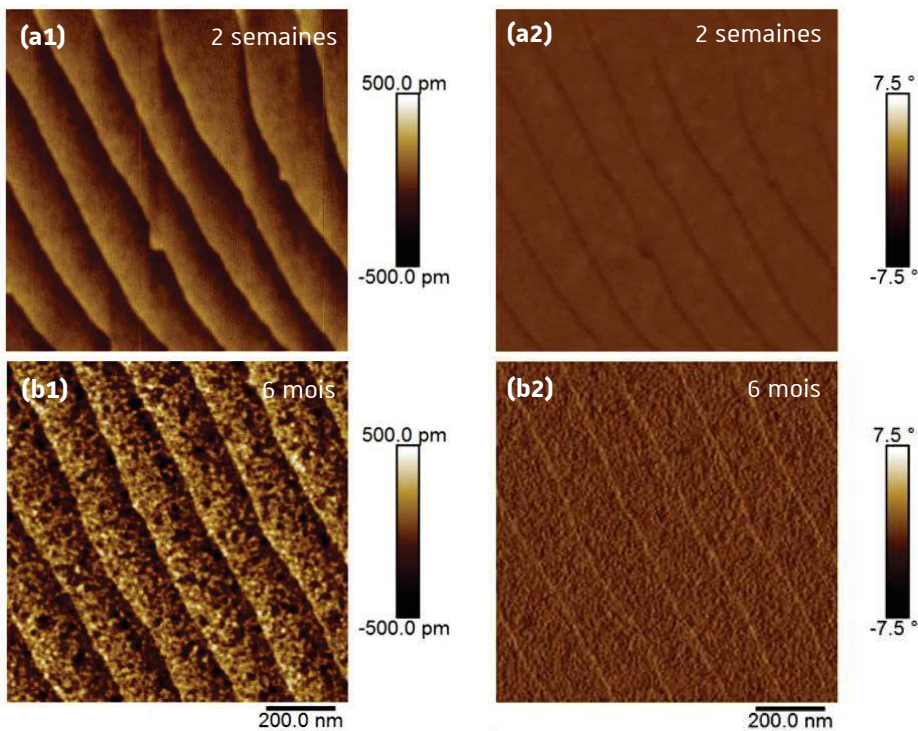 (a1) 2 semaines
500.0 pm
-500.0 pm
(a2) 2 semaines
7.5 °
-7.5 °
(b1) 6 mois
500.0 pm
-500.0 pm
200.0 nm
(b2) 6 mois
7.5 °
-7.5 °
200.0 nm